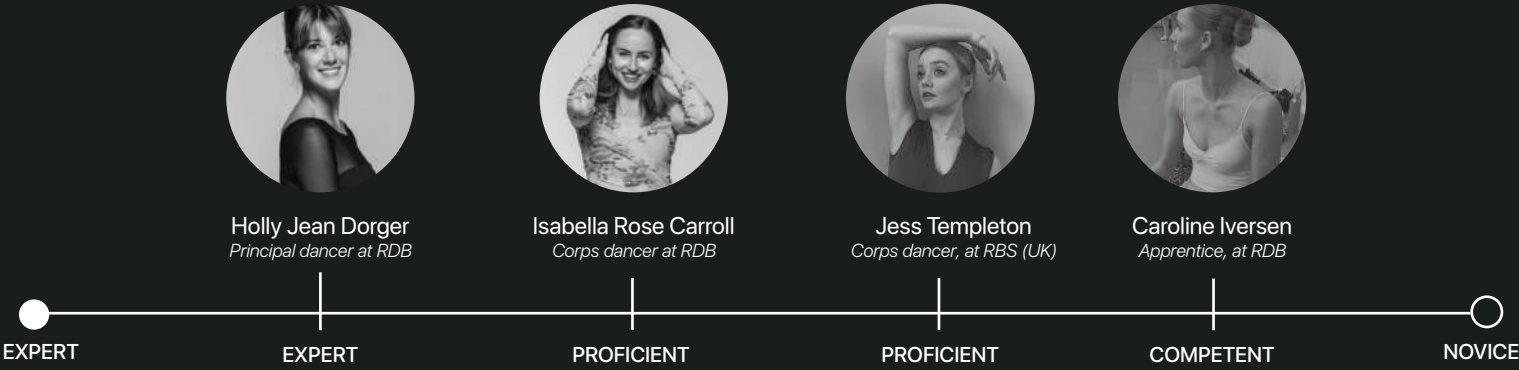 Holly Jean Dorger
Principal dancer at RDB
Isabella Rose Carroll
Corps dancer at RDB
Jess Templeton
Corps dancer, at RBS (UK)
Caroline Iversen
Apprentice, at RDB
EXPERT
EXPERT
PROFICIENT
PROFICIENT
COMPETENT
NOVICE